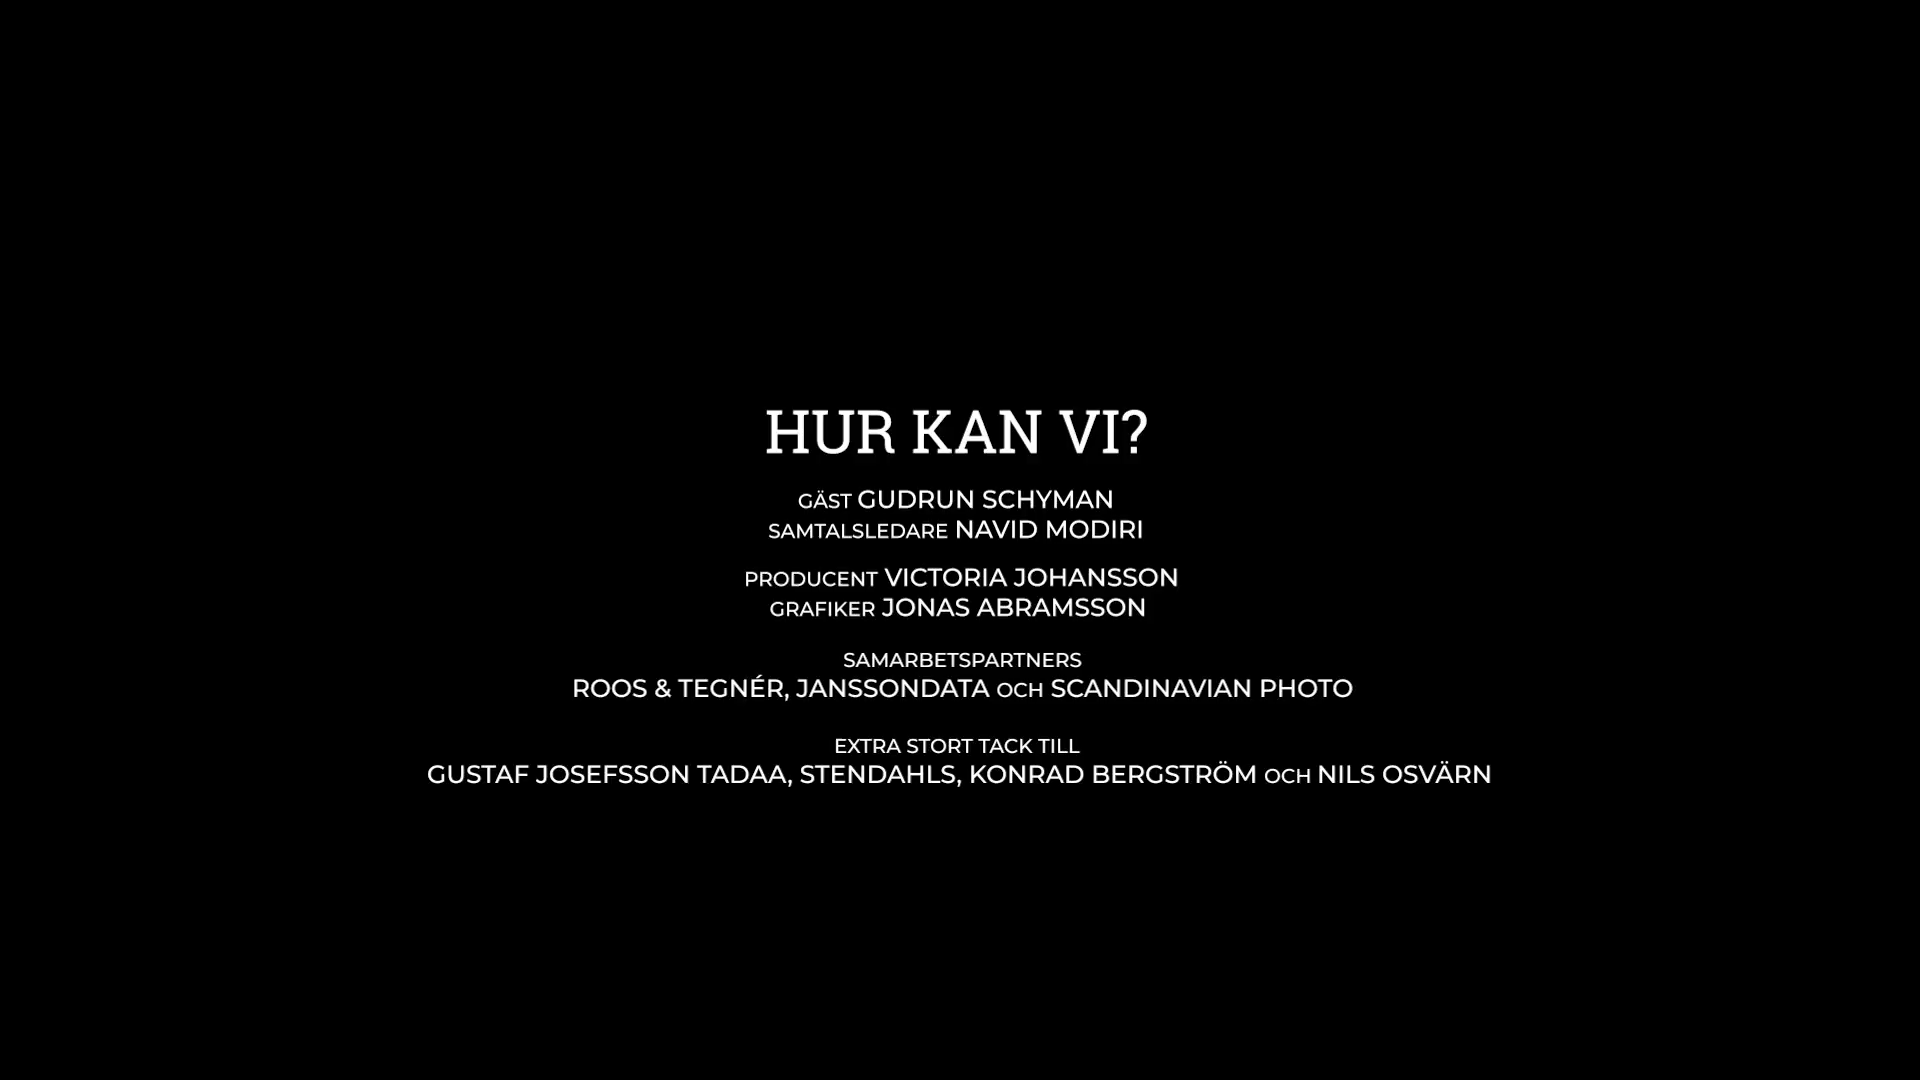 HUR KAN VI?
GÄST GUDRUN SCHYMAN
SAMTALSLEDARE NAVID MODIRI
PRODUCENT VICTORIA JOHANSSON
GRAFIKER JONAS ABRAMSSON
SAMARBETSPARTNERS
ROOS & TEGNÉR, JANSSONDATA OCH SCANDINAVIAN PHOTO
EXTRA STORT TACK TILL
GUSTAF JOSEFSSON TADAA, STENDAHLS, KONRAD BERGSTRÖM OCH NILS OSVÄRN